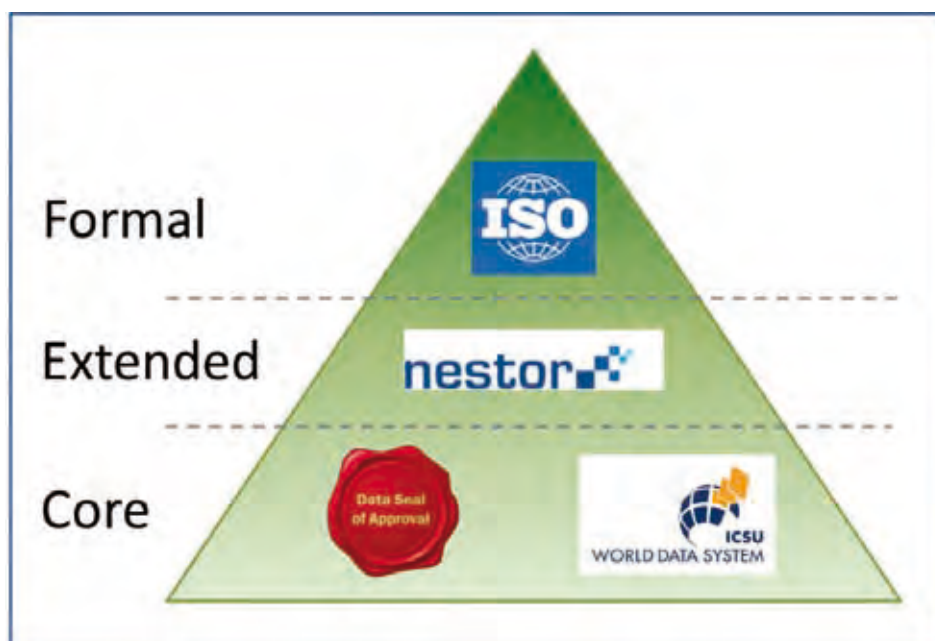 Formal
ISO
Extended
nestor
Core
Data Seal
of Approval
ICSU
WORLD DATA SYSTEM